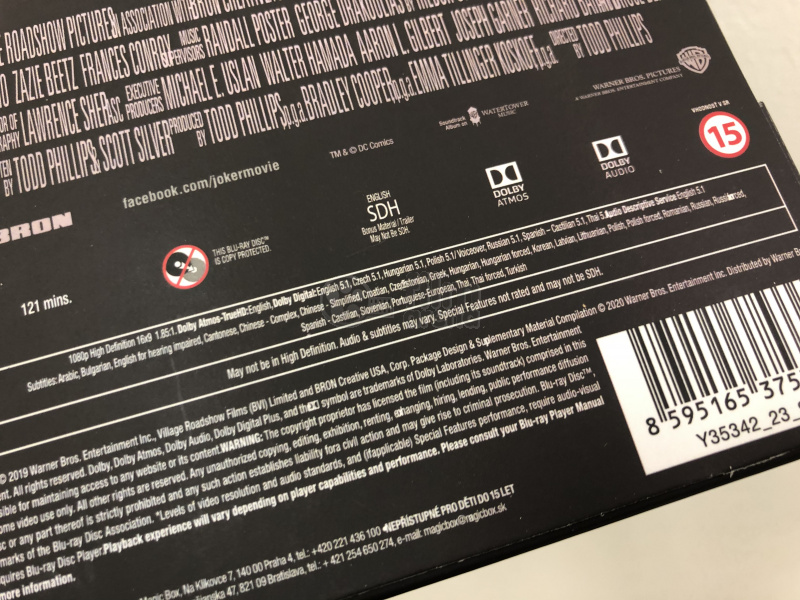 ROADSHOW PICTURES IN ASSOCIATION
ZAZIE BEETZ FRANCES CONROY MUSIC SUPERVISORS RANDALL POSTER GEORGE DRAKOULIAS
LAWRENCE SHER ASC EXECUTIVE PRODUCERS MICHAEL E. USLAN WALTER HAMADA AARON L. GILBERT JOSEPH GARNER
TODD PHILLIPS & SCOTT SILVER PRODUCED BY TODD PHILLIPS p.g.a. BRADLEY COOPER p.g.a. EMMA TILLINGER KOSKOFF p.g.a. DIRECTED BY TODD PHILLIPS
BRON
facebook.com/jokermovie
TM & © DC Comics
Soundtrack Album on
WATERTOWER MUSIC
WARNER BROS. PICTURES
A WARNER BROS. ENTERTAINMENT COMPANY
121 mins.
THIS BLU-RAY DISC™
IS COPY PROTECTED.
ENGLISH
SDH
Bonus Material / Trailer
May Not Be SDH.
DOLBY
ATMOS
DOLBY
AUDIO
VHODNOST V SR
15
1080p High Definition 16x9 1.85:1 Dolby Atmos-TrueHD: English. Dolby Digital: English 5.1, Czech 5.1, Hungarian 5.1, Polish 5.1/ Voiceover, Russian 5.1, Spanish - Castilian 5.1, Thai 5. Audio Descriptive Service English 5.1
Subtitles: Arabic, Bulgarian, English for hearing impaired, Cantonese, Chinese - Complex, Chinese - Simplified, Croatian, Czech, Estonian, Greek, Hungarian, Hungarian forced, Korean, Latvian, Lithuanian, Polish, Polish forced, Romanian, Russian, Russian forced,
Spanish - Castilian, Slovenian, Portuguese-Brazilian, Thai, Thai forced, Turkish
May not be in High Definition. Audio & subtitles may vary. Special Features not rated and may not be SDH.
© 2019 Warner Bros. Entertainment Inc., Village Roadshow Films (BVI) Limited and BRON Creative USA, Corp. Package Design & Supplementary Material Compilation © 2020 Warner Bros. Entertainment Inc. Distributed by Warner
All rights reserved. Dolby, Dolby Atmos, Dolby Audio, Dolby Digital Plus, and the symbol are trademarks of Dolby Laboratories. Warner Bros. Entertainment
for maintaining access to any website or its content. WARNING: The copyright proprietor has licensed the film (including its soundtrack) comprised in this
video use only. All other rights are reserved. Any unauthorized copying, editing, exhibition, renting, exchanging, hiring, lending, public performance diffusion
or any part thereof is strictly prohibited and any such action establishes liability for a civil action and may give rise to criminal prosecution. Blu-ray Disc™,
marks of the Blu-ray Disc Association. *Levels of video resolution and audio standards, and (if applicable) Special Features performance, require audio-visual
Blu-ray Disc Player. Playback experience will vary depending on player capabilities and performance. Please consult your Blu-ray Player Manual
more information.
Magic Box, Na Klikovce 7, 140 00 Praha 4, tel.: +420 221 436 100 NEPŘÍSTUPNÉ PRO DĚTI DO 15 LET
47, 821 09 Bratislava, tel.: +421 254 650 274, e-mail: magicbox@magicbox.sk
8 595165 375
Y35342_23_